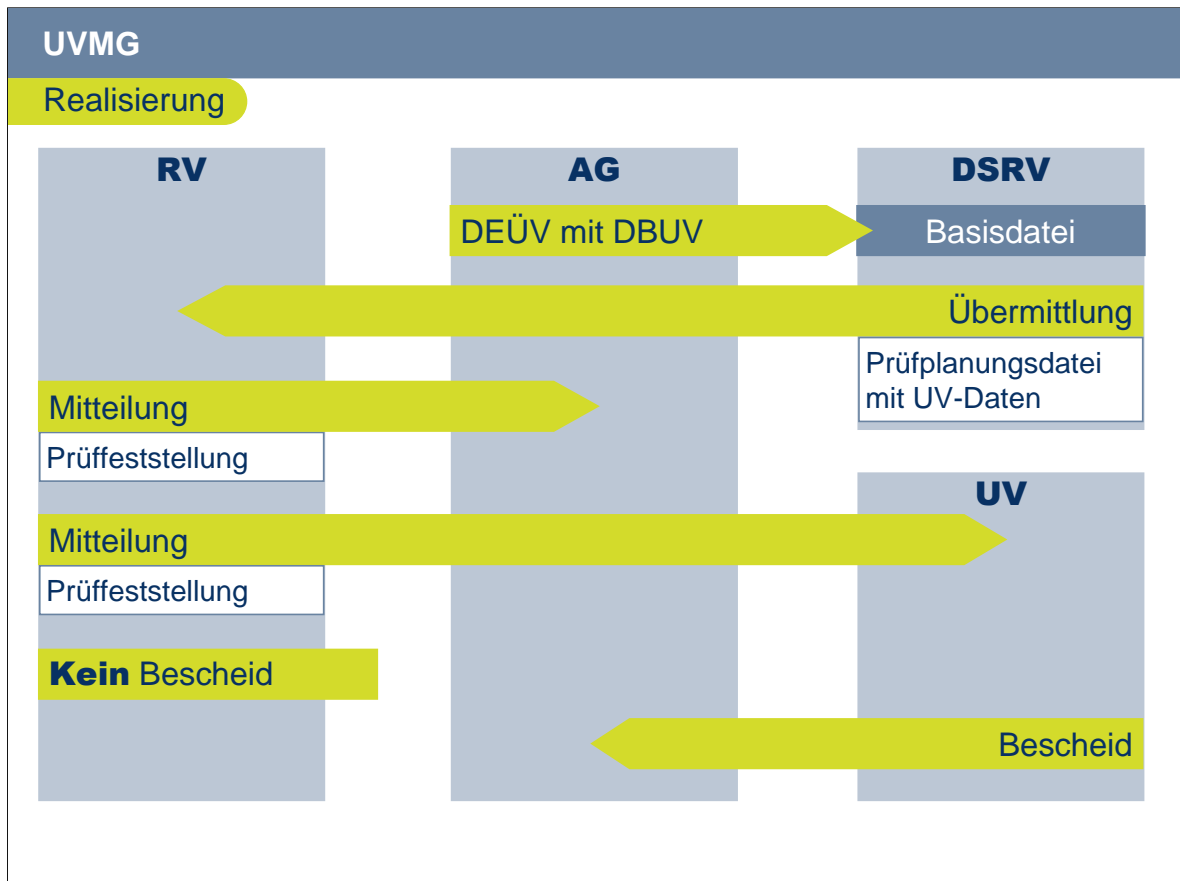 UVMG
Realisierung
RV
AG
DSRV
DEÜV mit DBUV
Basisdatei
Übermittlung
Prüfplanungsdatei
mit UV-Daten
Mitteilung
Prüffeststellung
UV
Mitteilung
Prüffeststellung
Kein Bescheid
Bescheid